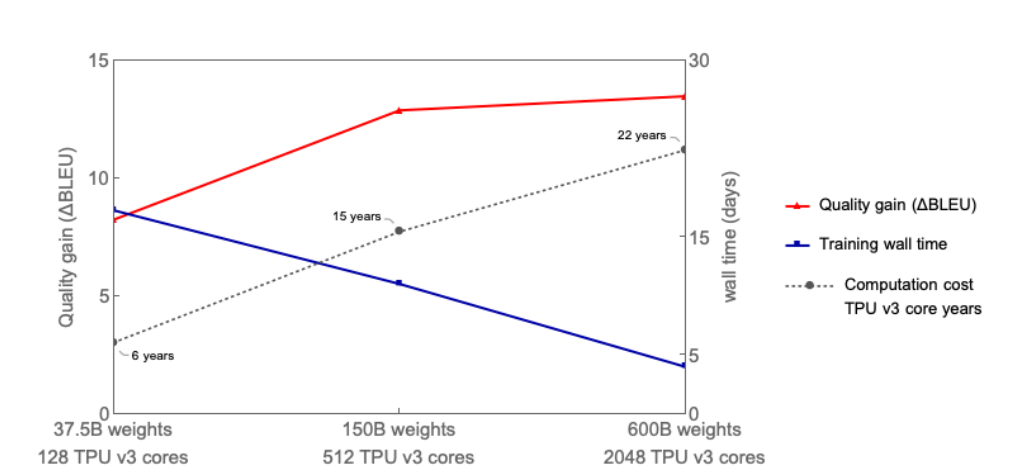 15
10
5
0
Quality gain (ΔBLEU)
30
15
5
0
wall time (days)
22 years
15 years
6 years
37.5B weights
128 TPU v3 cores
150B weights
512 TPU v3 cores
600B weights
2048 TPU v3 cores
Quality gain (ΔBLEU)
Training wall time
Computation cost
TPU v3 core years